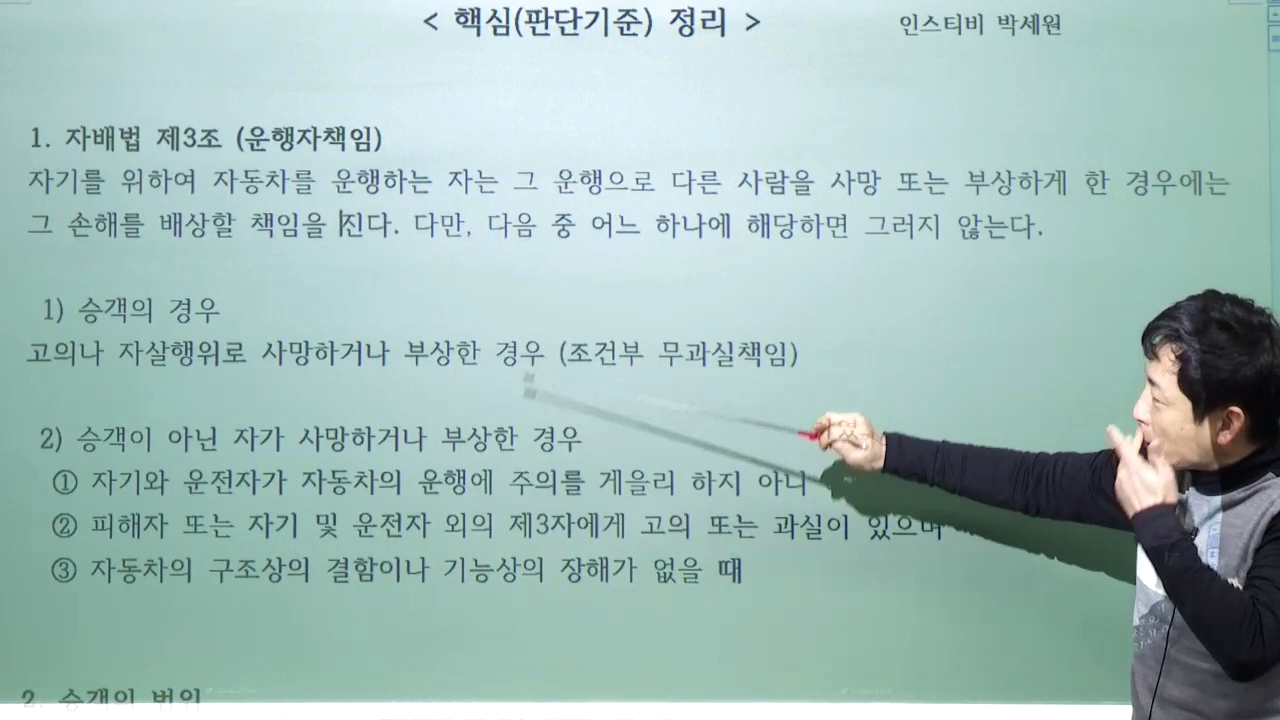 < 핵심(판단기준) 정리 >
인스티비 박세원
1. 자배법 제3조 (운행자책임)
자기를 위하여 자동차를 운행하는 자는 그 운행으로 다른 사람을 사망 또는 부상하게 한 경우에는
그 손해를 배상할 책임을 진다. 다만, 다음 중 어느 하나에 해당하면 그러지 않는다.
1) 승객의 경우
고의나 자살행위로 사망하거나 부상한 경우 (조건부 무과실책임)
2) 승객이 아닌 자가 사망하거나 부상한 경우
① 자기와 운전자가 자동차의 운행에 주의를 게을리 하지 아니
② 피해자 또는 자기 및 운전자 외의 제3자에게 고의 또는 과실이 있으며
③ 자동차의 구조상의 결함이나 기능상의 장해가 없을 때
2. 승객의 범위